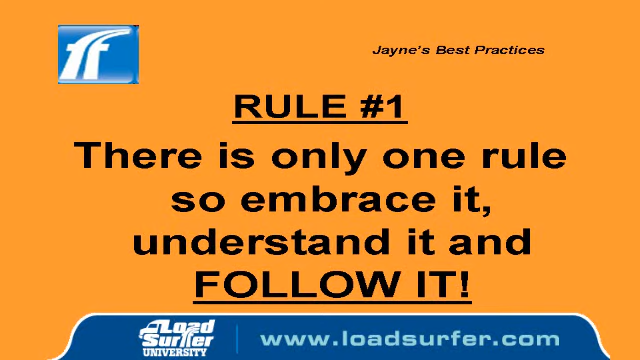 ff
Jayne's Best Practices
RULE #1
There is only one rule
so embrace it,
understand it and
FOLLOW IT!
Load
Surfer
UNIVERSITY
www.loadsurfer.com